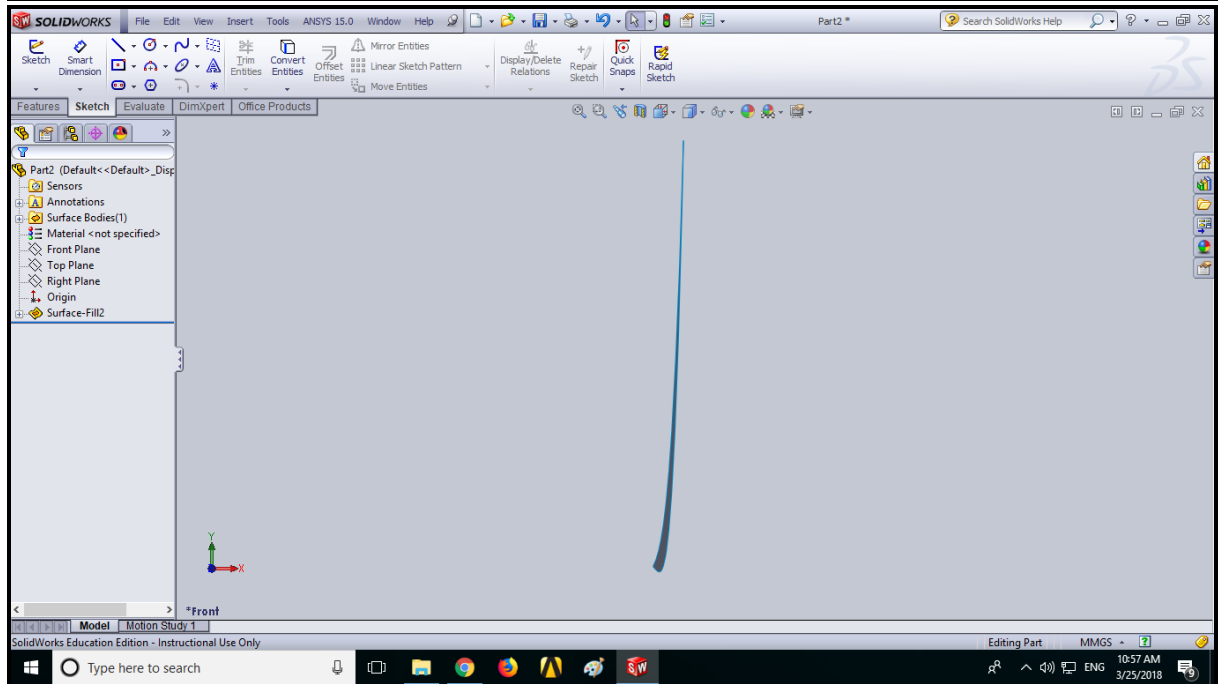 SW SOLIDWORKS File Edit View Insert Tools ANSYS 15.0 Window Help Part2 * Search SolidWorks Help ?
Sketch Smart Dimension Trim Entities Convert Entities Offset Entities Mirror Entities Linear Sketch Pattern Move Entities Display/Delete Relations Repair Sketch Quick Snaps Rapid Sketch
Features Sketch Evaluate DimXpert Office Products
Part2 (Default<<Default>_Disp
Sensors
Annotations
Surface Bodies(1)
Material <not specified>
Front Plane
Top Plane
Right Plane
Origin
Surface-Fill2
Y
X
*Front
Model Motion Study 1
SolidWorks Education Edition - Instructional Use Only Editing Part MMGS ?
Type here to search ENG 10:57 AM
3/25/2018